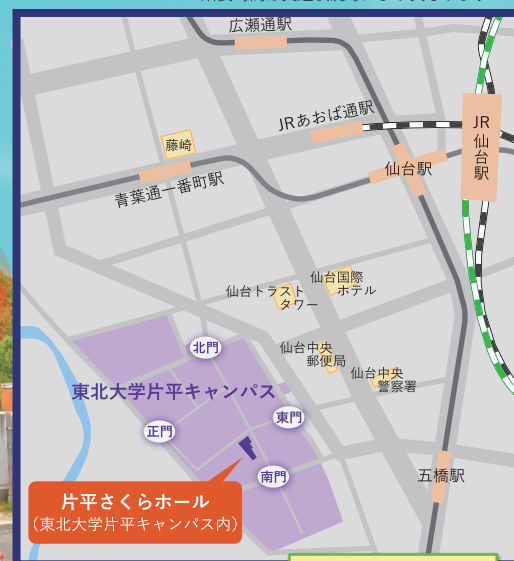 広瀬通駅
JRあおば通駅
JR
仙台駅
藤崎
仙台駅
青葉通一番町駅
仙台国際
ホテル
仙台トラスト
タワー
仙台中央
郵便局
仙台中央
警察署
北門
東北大学片平キャンパス
東門
正門
南門
五橋駅
片平さくらホール
(東北大学片平キャンパス内)